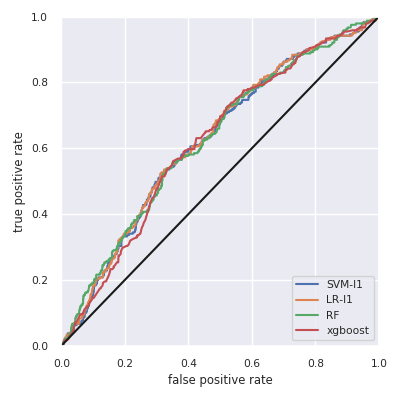 1.0
0.8
0.6
0.4
0.2
0.0
true positive rate
0.0 0.2 0.4 0.6 0.8 1.0
false positive rate
SVM-l1
LR-l1
RF
xgboost